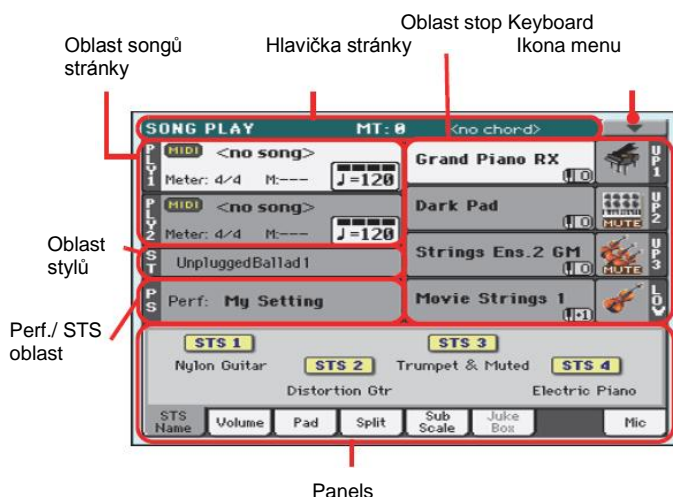 Oblast stop Keyboard
Oblast songů
stránky
Hlavička stránky
Ikona menu
SONG PLAY MT: 0 <no chord>
PLY1
MIDI <no song>
Meter: 4/4 M:--- ♩=120
Grand Piano RX
0
UP1
PLY2
MIDI <no song>
Meter: 4/4 M:--- ♩=120
Dark Pad
0
MUTE
UP2
Oblast
stylů
ST
UnpluggedBallad1
Strings Ens.2 GM
0
MUTE
UP3
Perf./ STS
oblast
PS
Perf: My Setting
Movie Strings 1
+1
LOW
STS 1
Nylon Guitar
STS 2
Distortion Gtr
STS 3
Trumpet & Muted
STS 4
Electric Piano
STS
Name
Volume
Pad
Split
Sub
Scale
Juke
Box
Mic
Panels